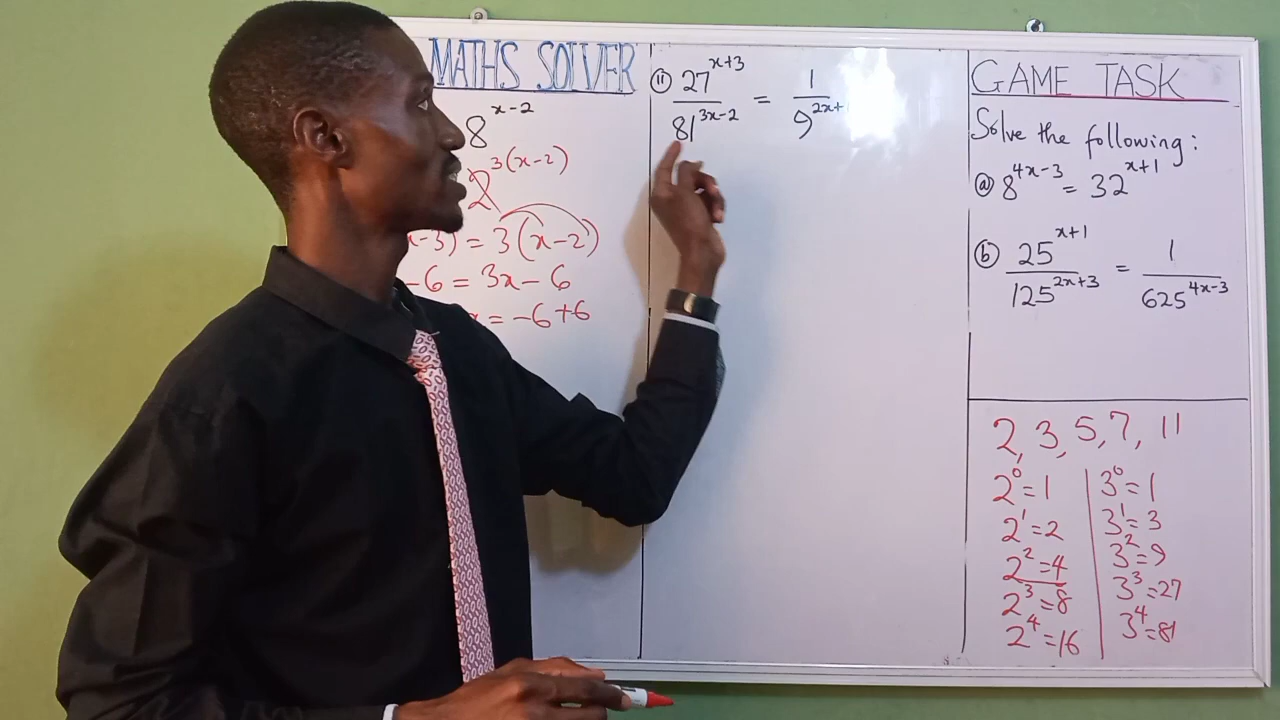 MATHS SOLVER
8^{x-2}
2^{3(x-2)}
x-3) = 3(x-2)
-6 = 3x-6
x = -6+6
(ii) 27^{x+3}/81^{3x-2} = 1/9^{2x+
GAME TASK
Solve the following:
(a) 8^{4x-3} = 32^{x+1}
(b) 25^{x+1}/125^{2x+3} = 1/625^{4x-3}
2, 3, 5, 7, 11
2^0=1 3^0=1
2^1=2 3^1=3
2^2=4 3^2=9
2^3=8 3^3=27
2^4=16 3^4=81